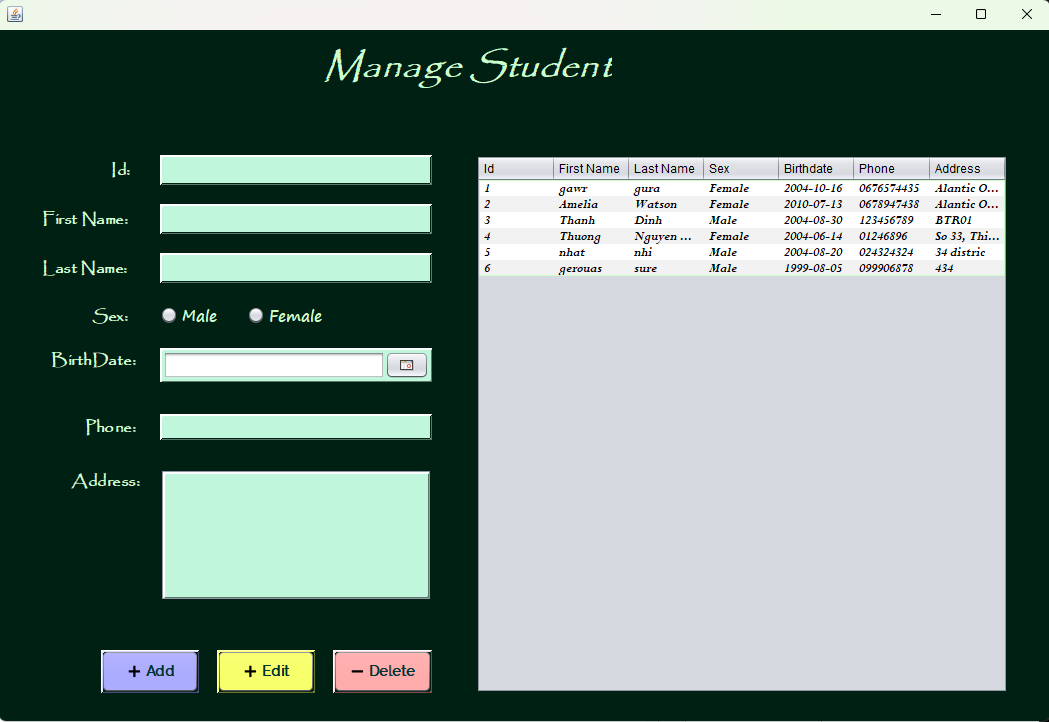 Manage Student
Id:
First Name:
Last Name:
Sex: Male Female
BirthDate:
Phone:
Address:
+ Add + Edit − Delete
Id First Name Last Name Sex Birthdate Phone Address
1 gawr gura Female 2004-10-16 0676574435 Alantic O...
2 Amelia Watson Female 2010-07-13 0678947438 Alantic O...
3 Thanh Dinh Male 2004-08-30 123456789 BTR01
4 Thuong Nguyen ... Female 2004-06-14 01246896 So 33, Thi...
5 nhat nhi Male 2004-08-20 024324324 34 distric
6 gerouas sure Male 1999-08-05 099906878 434